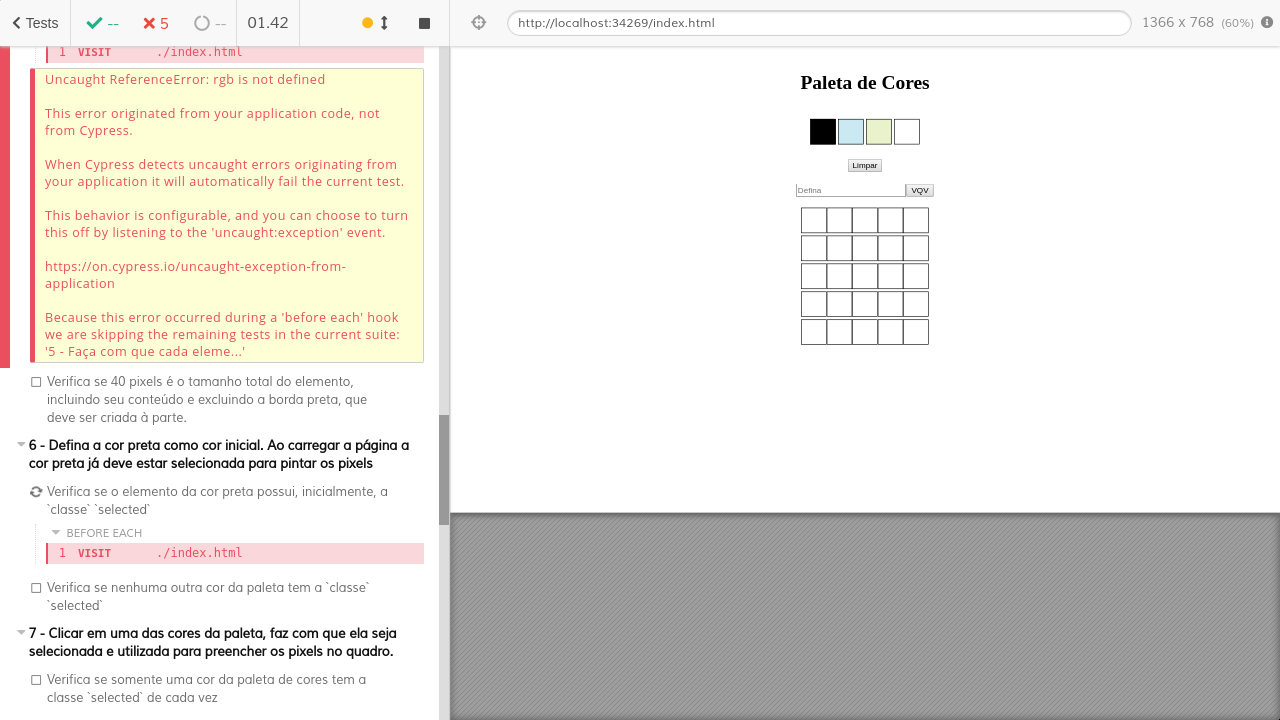 Tests
--
5
--
01.42
http://localhost:34269/index.html
1366 x 768 (60%)
1 VISIT ./index.html
Uncaught ReferenceError: rgb is not defined
This error originated from your application code, not
from Cypress.
When Cypress detects uncaught errors originating from
your application it will automatically fail the current test.
This behavior is configurable, and you can choose to turn
this off by listening to the 'uncaught:exception' event.
https://on.cypress.io/uncaught-exception-from-
application
Because this error occurred during a 'before each' hook
we are skipping the remaining tests in the current suite:
'5 - Faça com que cada eleme...'
Verifica se 40 pixels é o tamanho total do elemento,
incluindo seu conteúdo e excluindo a borda preta, que
deve ser criada à parte.
6 - Defina a cor preta como cor inicial. Ao carregar a página a
cor preta já deve estar selecionada para pintar os pixels
Verifica se o elemento da cor preta possui, inicialmente, a
`classe` `selected`
BEFORE EACH
1 VISIT ./index.html
Verifica se nenhuma outra cor da paleta tem a `classe`
`selected`
7 - Clicar em uma das cores da paleta, faz com que ela seja
selecionada e utilizada para preencher os pixels no quadro.
Verifica se somente uma cor da paleta de cores tem a
classe `selected` de cada vez
Paleta de Cores
Limpar
Defina
VQV